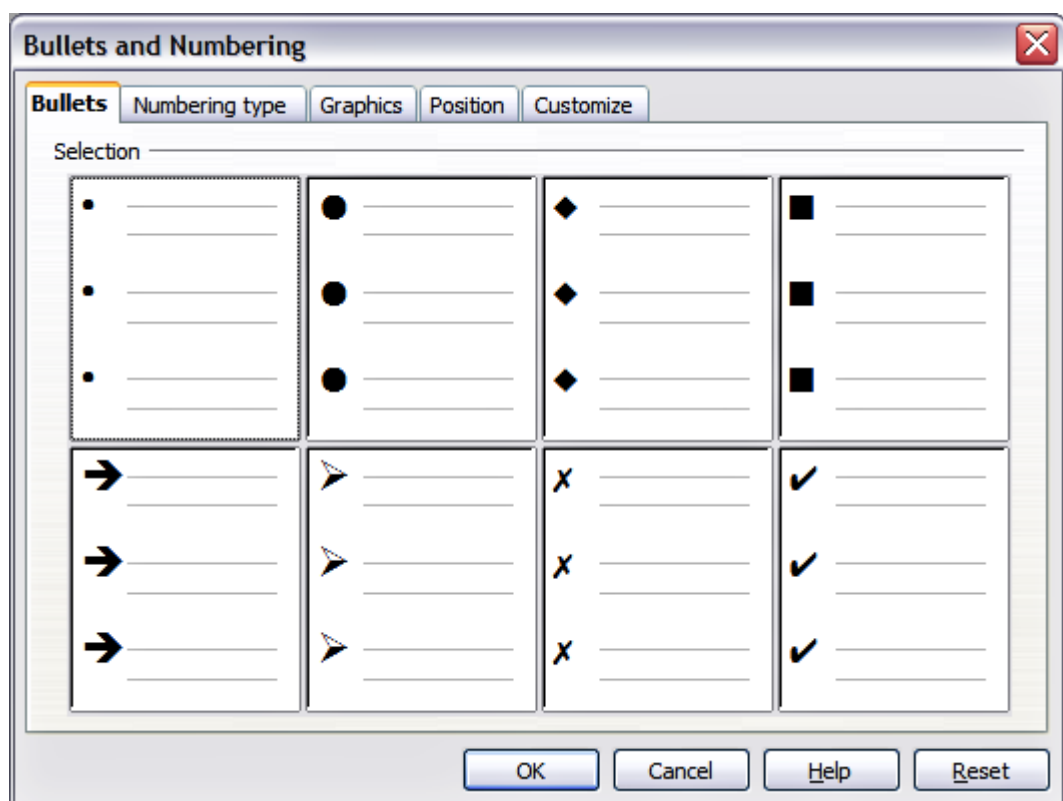 Bullets and Numbering
Bullets Numbering type Graphics Position Customize
Selection
OK Cancel Help Reset